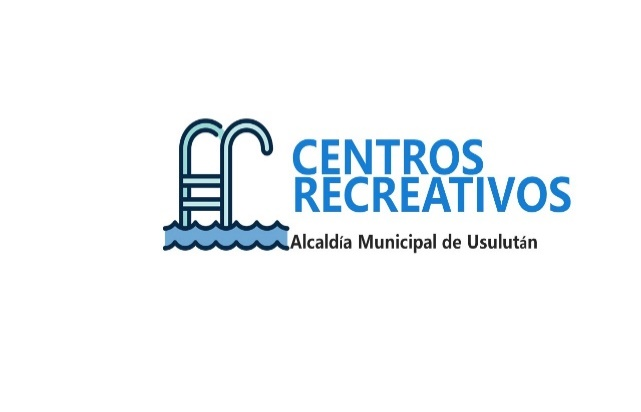 CENTROS
RECREATIVOS
Alcaldía Municipal de Usulután